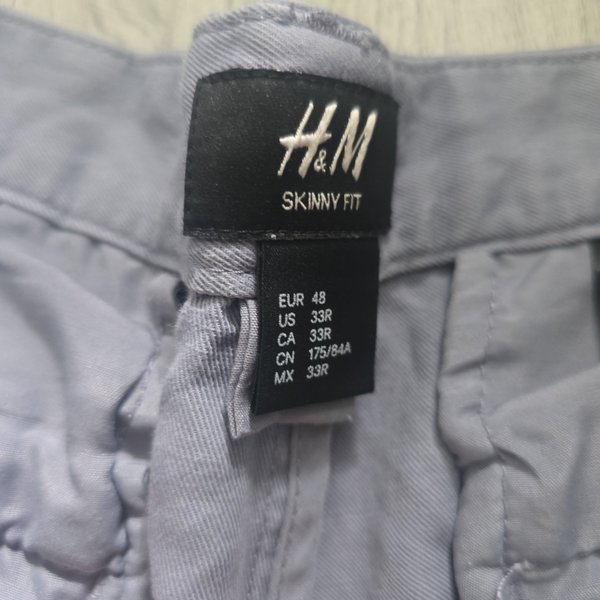 H&M
SKINNY FIT
EUR 48
US 33R
CA 33R
CN 175/84A
MX 33R